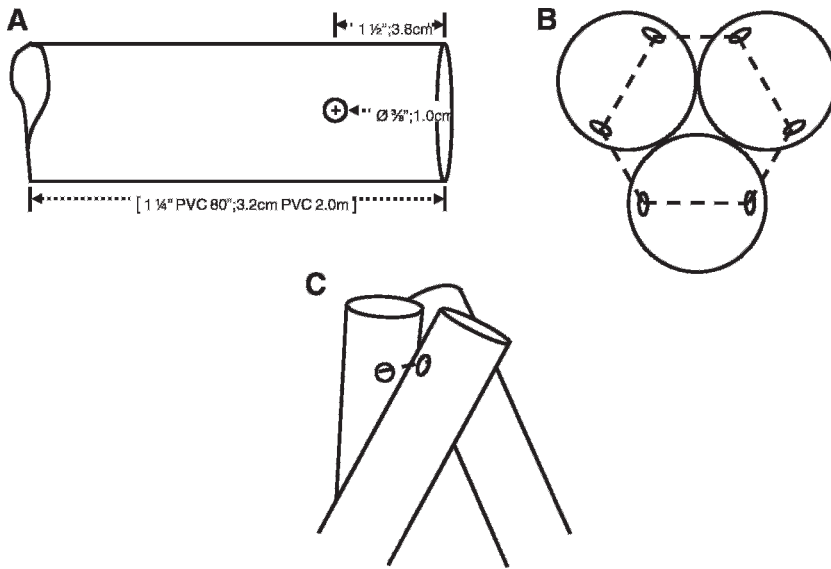 A
1 ½";3.8cm
Ø ⅜";1.0cm
[ 1 ¼" PVC 80";3.2cm PVC 2.0m ]
B
C